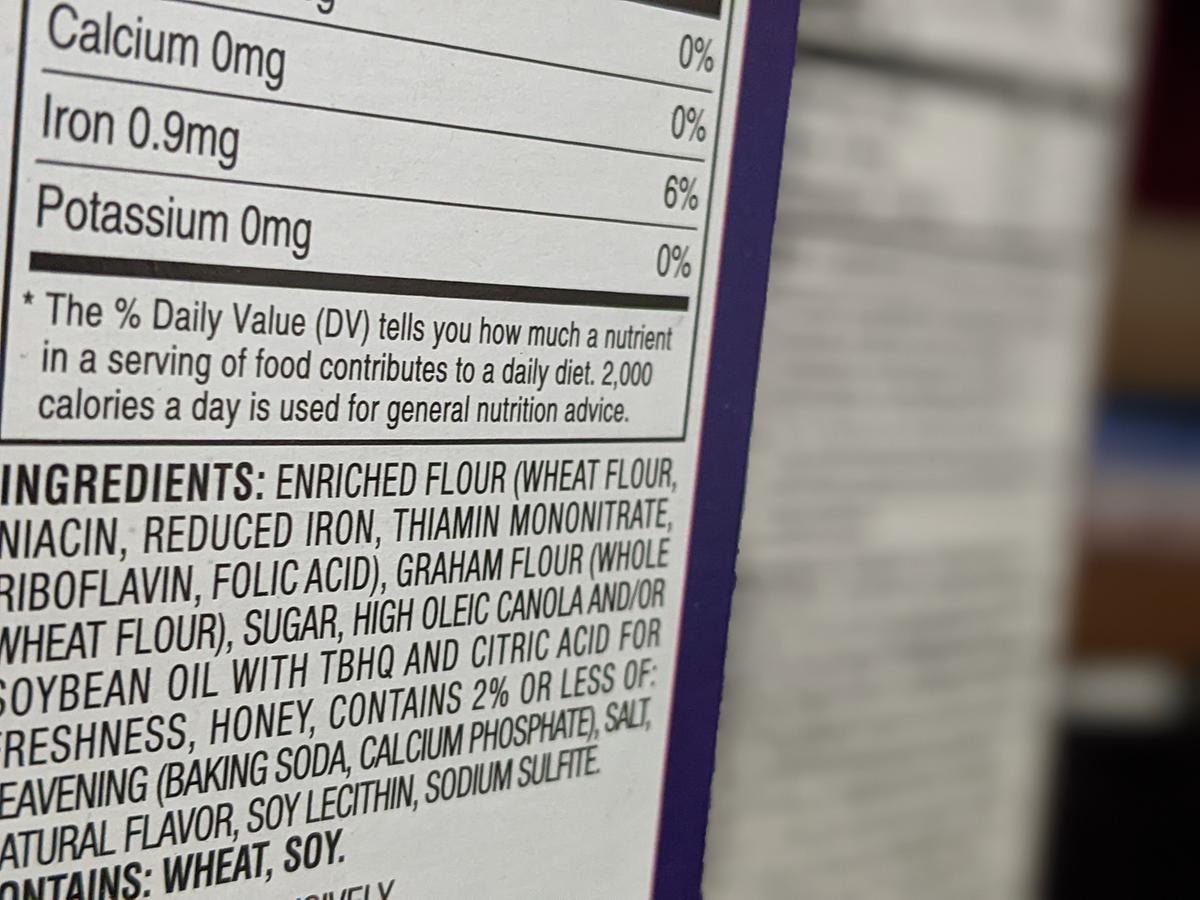 0%
Calcium 0mg 0%
Iron 0.9mg 6%
Potassium 0mg 0%
* The % Daily Value (DV) tells you how much a nutrient
in a serving of food contributes to a daily diet. 2,000
calories a day is used for general nutrition advice.
INGREDIENTS: ENRICHED FLOUR (WHEAT FLOUR,
NIACIN, REDUCED IRON, THIAMIN MONONITRATE,
RIBOFLAVIN, FOLIC ACID), GRAHAM FLOUR (WHOLE
WHEAT FLOUR), SUGAR, HIGH OLEIC CANOLA AND/OR
SOYBEAN OIL WITH TBHQ AND CITRIC ACID FOR
FRESHNESS, HONEY, CONTAINS 2% OR LESS OF:
EAVENING (BAKING SODA, CALCIUM PHOSPHATE), SALT,
ATURAL FLAVOR, SOY LECITHIN, SODIUM SULFITE.
ONTAINS: WHEAT, SOY.